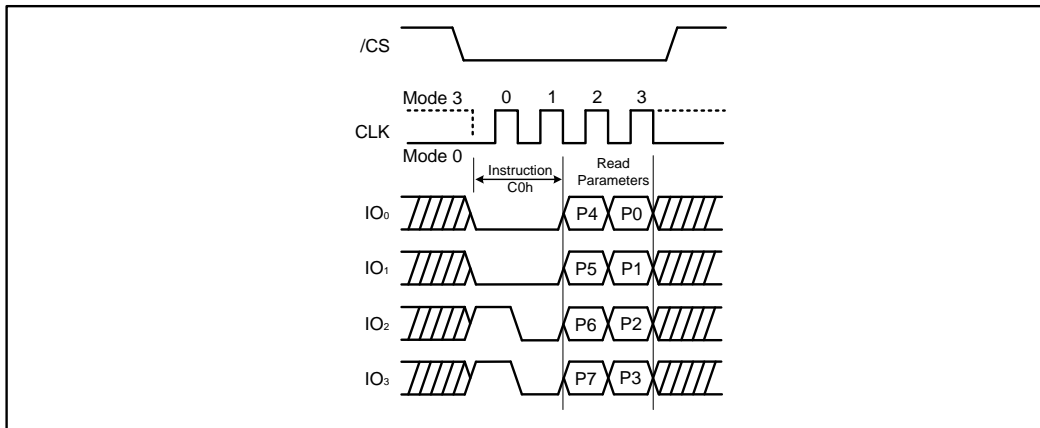 /CS
Mode 3 0 1 2 3
CLK
Mode 0
Instruction
C0h
Read
Parameters
IO₀ P4 P0
IO₁ P5 P1
IO₂ P6 P2
IO₃ P7 P3